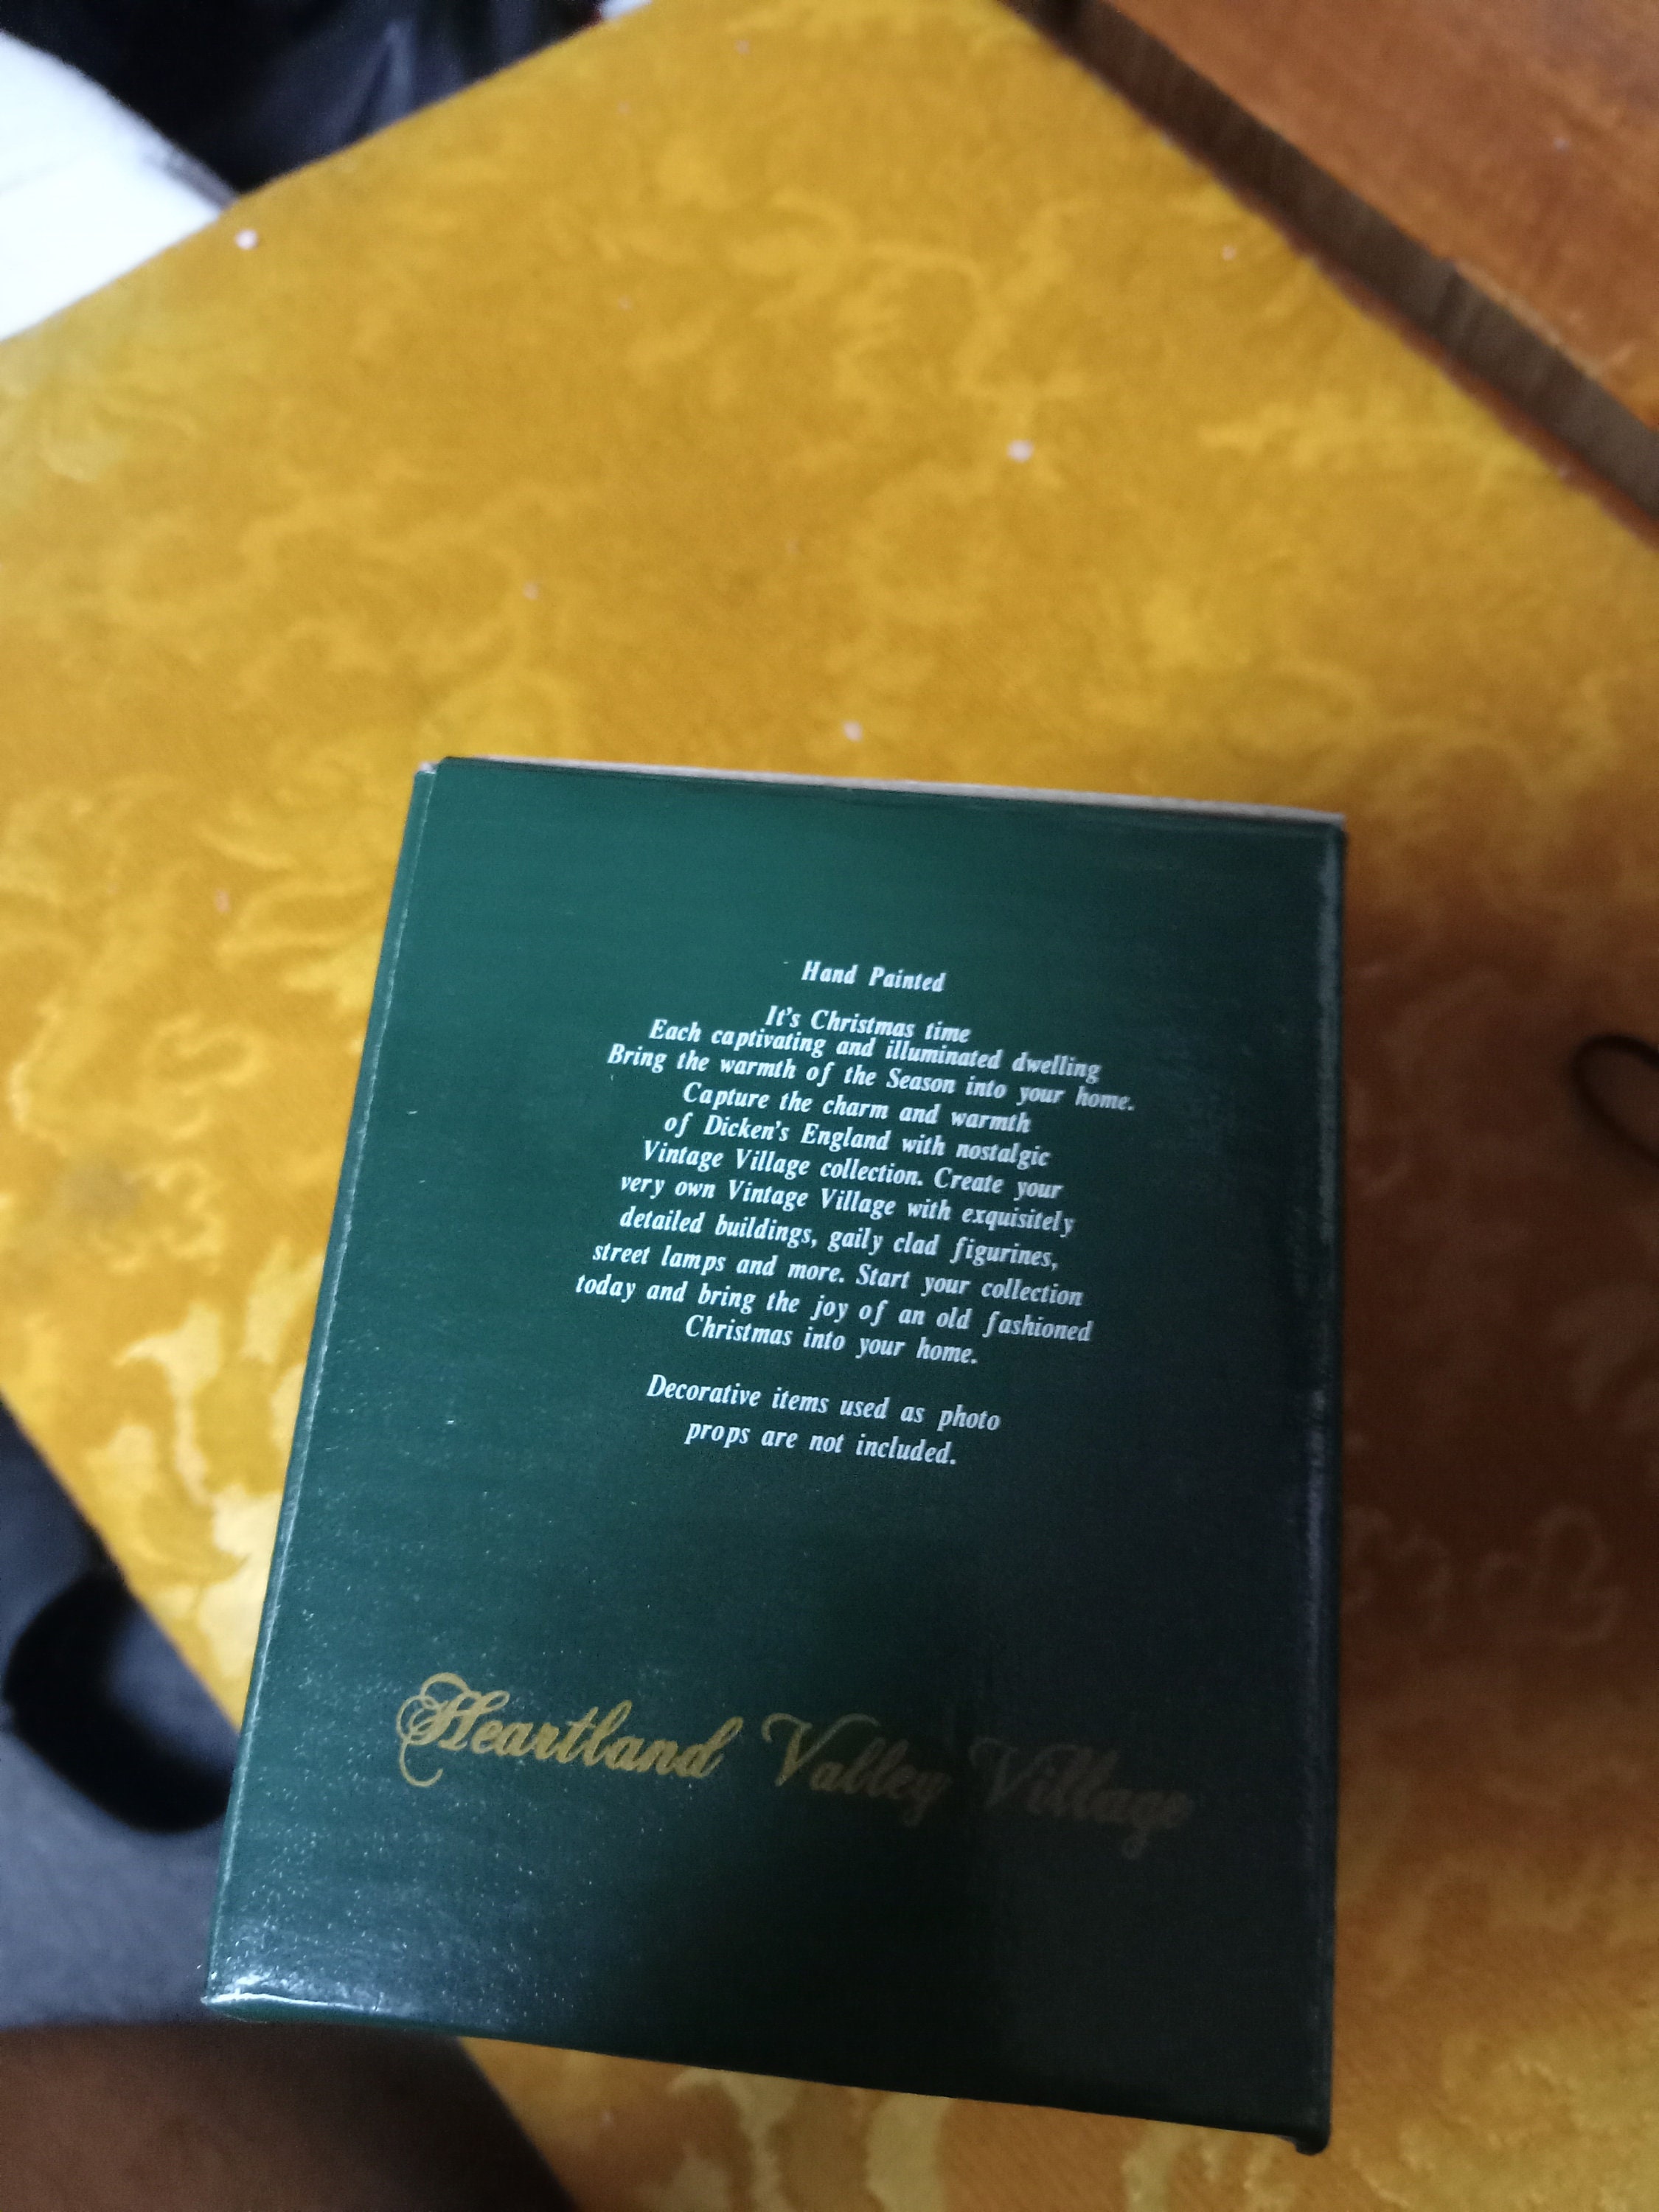 Hand Painted
It's Christmas time
Each captivating and illuminated dwelling
Bring the warmth of the Season into your home.
Capture the charm and warmth
of Dicken's England with nostalgic
Vintage Village collection. Create your
very own Vintage Village with exquisitely
detailed buildings, gaily clad figurines,
street lamps and more. Start your collection
today and bring the joy of an old fashioned
Christmas into your home.
Decorative items used as photo
props are not included.
Heartland Valley Village